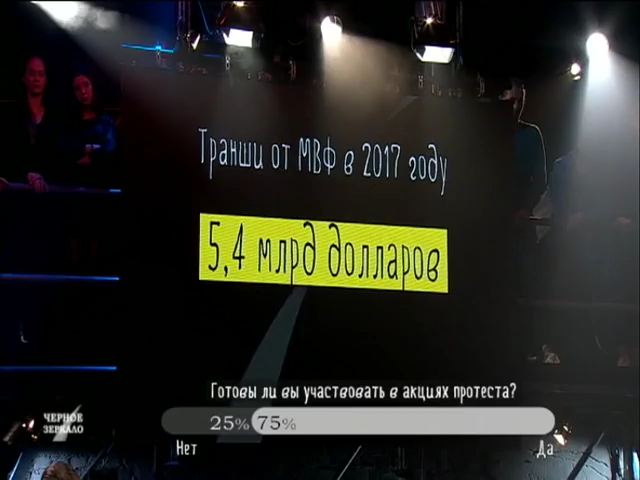 Транши от МВФ в 2017 году
5,4 млрд долларов
Готовы ли вы участвовать в акциях протеста?
25% 75%
Нет Да
ЧЕРНОЕ
ЗЕРКАЛО